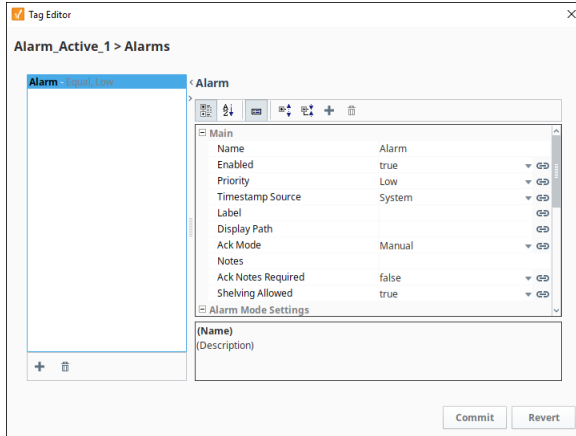 Tag Editor
Alarm_Active_1 > Alarms
Alarm - Equal, Low
Alarm
Main
Name Alarm
Enabled true
Priority Low
Timestamp Source System
Label
Display Path
Ack Mode Manual
Notes
Ack Notes Required false
Shelving Allowed true
Alarm Mode Settings
(Name)
(Description)
Commit Revert